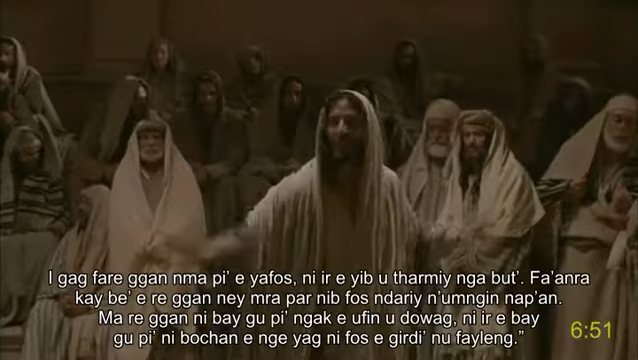 I gag fare ggan nma pi' e yafos, ni ir e yib u tharmiy nga but'. Fa'anra
kay be' e re ggan ney mra par nib fos ndariy n'umngin nap'an.
Ma re ggan ni bay gu pi' ngak e ufin u dowag, ni ir e bay
gu pi' ni bochan e nge yag ni fos e girdi' nu fayleng.”
6:51